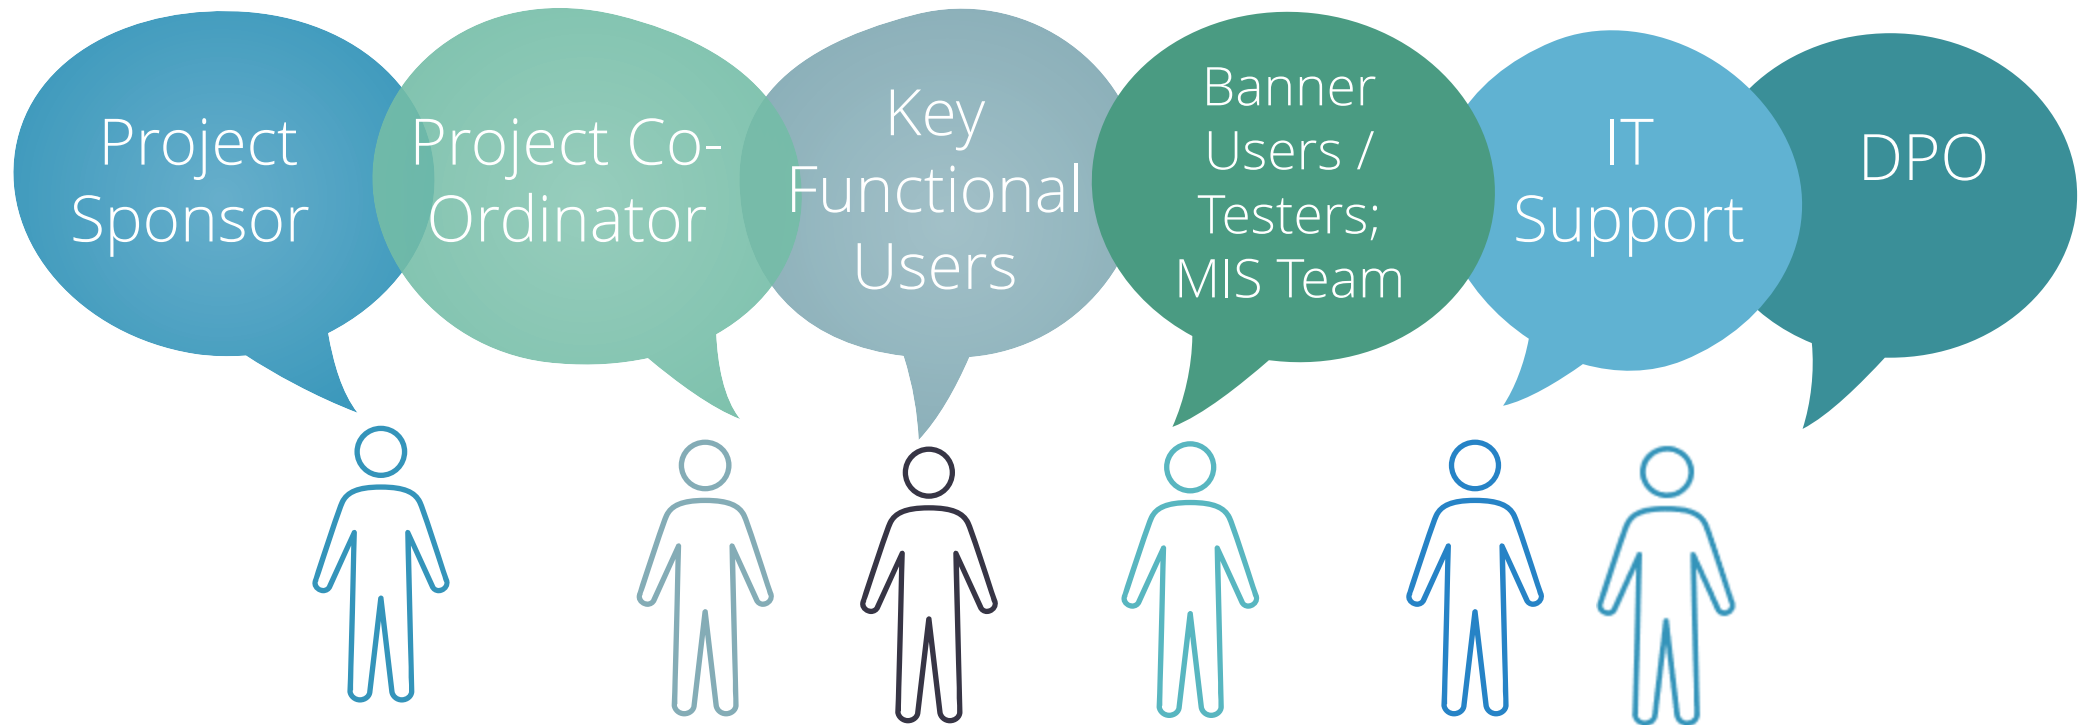 Project
Sponsor
Project Co-
Ordinator
Key
Functional
Users
Banner
Users /
Testers;
MIS Team
IT
Support
DPO